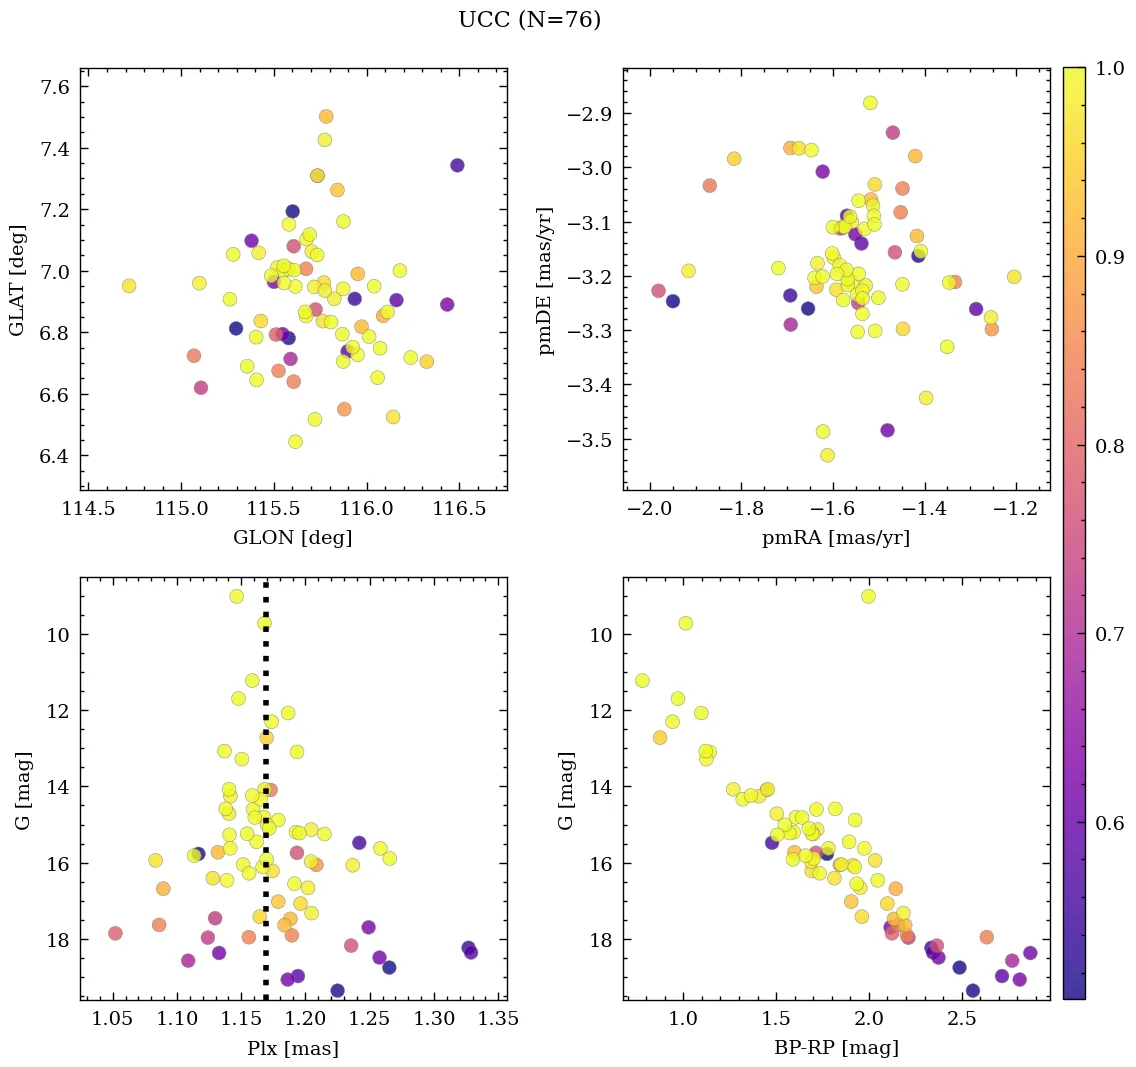 UCC (N=76)
7.6
7.4
7.2
7.0
6.8
6.6
6.4
GLAT [deg]
114.5 115.0 115.5 116.0 116.5
GLON [deg]
−2.9
−3.0
−3.1
−3.2
−3.3
−3.4
−3.5
pmDE [mas/yr]
−2.0 −1.8 −1.6 −1.4 −1.2
pmRA [mas/yr]
1.0
0.9
0.8
0.7
0.6
10
12
14
16
18
G [mag]
1.05 1.10 1.15 1.20 1.25 1.30 1.35
Plx [mas]
10
12
14
16
18
G [mag]
1.0 1.5 2.0 2.5
BP-RP [mag]